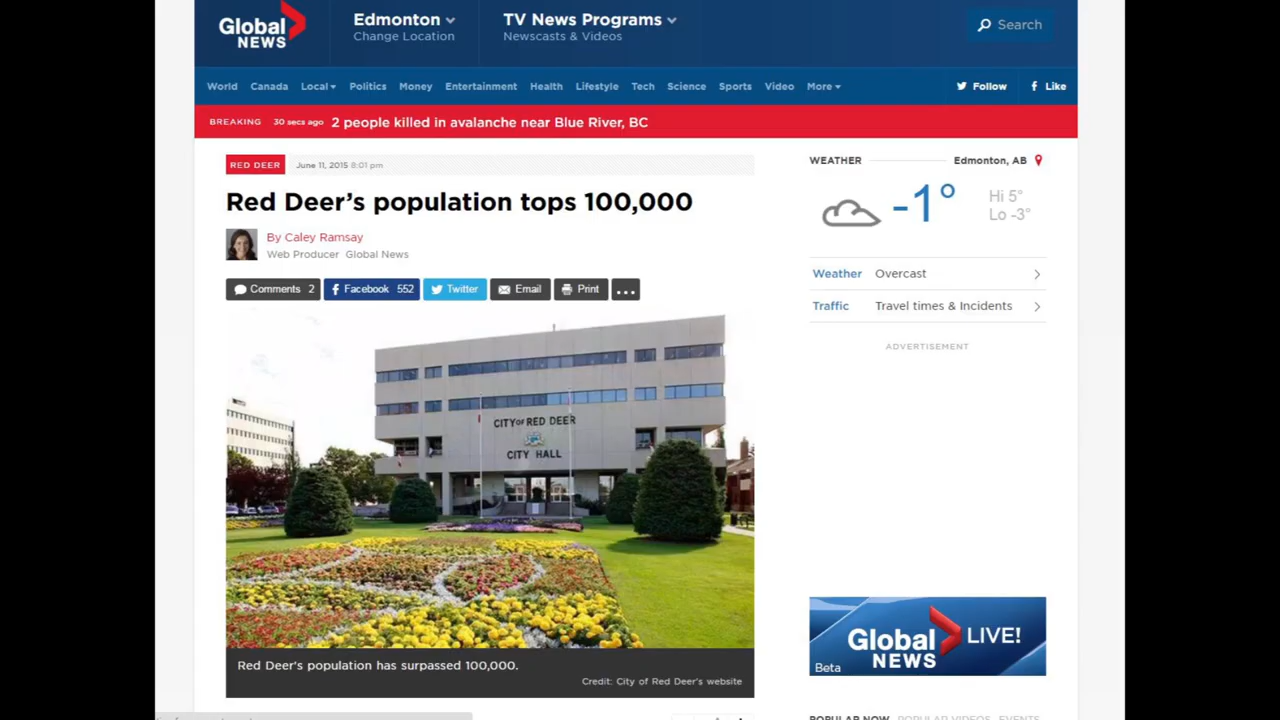 Global
NEWS
Edmonton
Change Location
TV News Programs
Newscasts & Videos
Search
World Canada Local Politics Money Entertainment Health Lifestyle Tech Science Sports Video More Follow Like
BREAKING 30 secs ago 2 people killed in avalanche near Blue River, BC
RED DEER June 11, 2015 8:01 pm
Red Deer's population tops 100,000
By Caley Ramsay
Web Producer Global News
Comments 2 Facebook 552 Twitter Email Print ...
CITY OF RED DEER
CITY HALL
Red Deer's population has surpassed 100,000.
Credit: City of Red Deer's website
WEATHER Edmonton, AB
-1° Hi 5°
Lo -3°
Weather Overcast
Traffic Travel times & Incidents
ADVERTISEMENT
Global
NEWS
LIVE!
Beta
POPULAR NOW POPULAR VIDEOS EVENTS